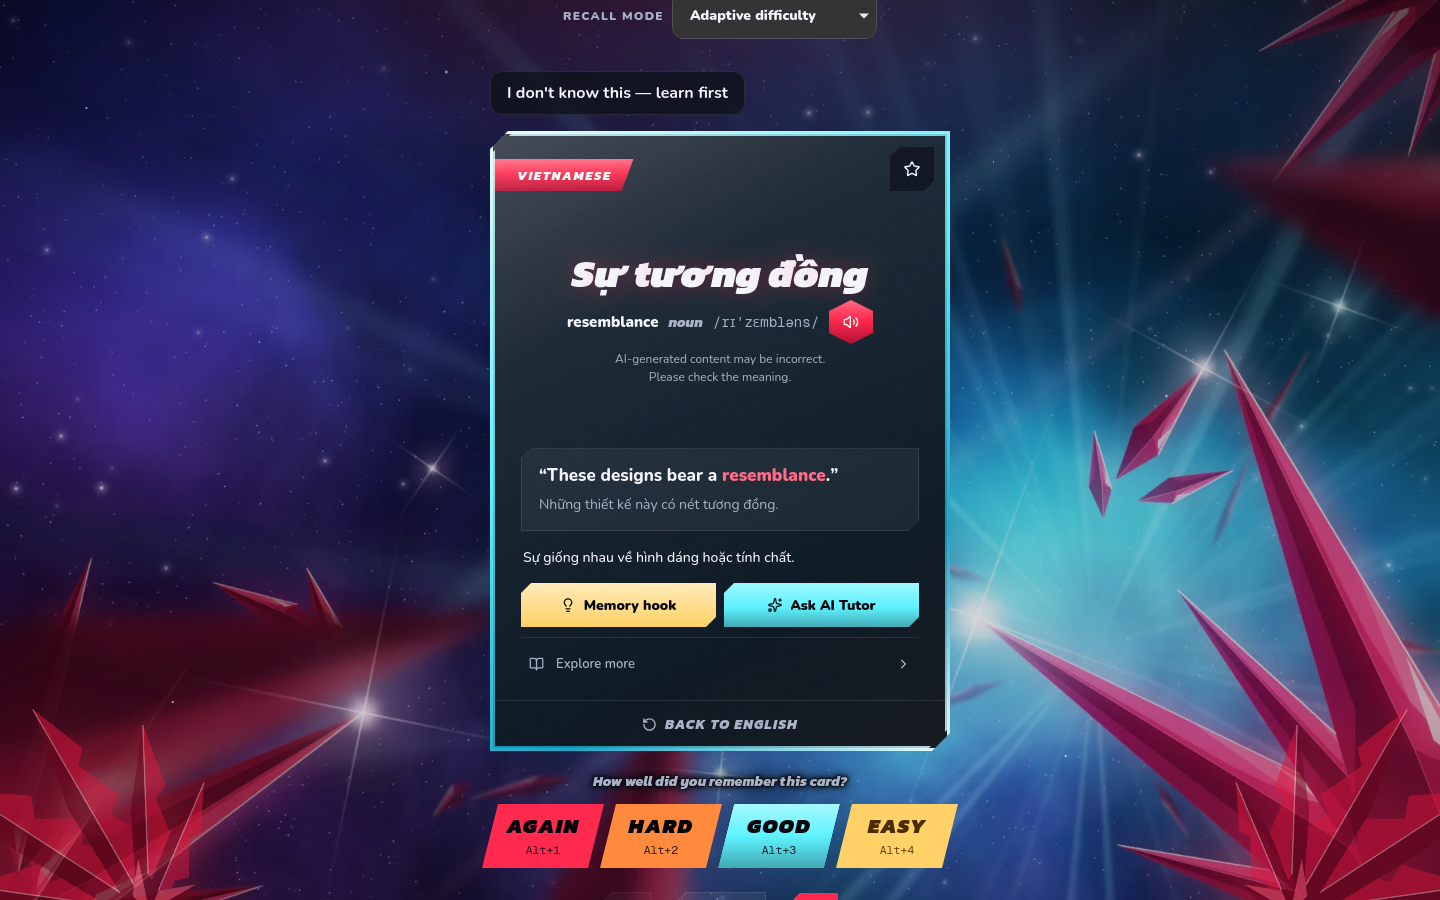 RECALL MODE
Adaptive difficulty
I don't know this — learn first
VIETNAMESE
Sự tương đồng
resemblance noun /rɪˈzɛmbləns/
AI-generated content may be incorrect.
Please check the meaning.
“These designs bear a resemblance.”
Những thiết kế này có nét tương đồng.
Sự giống nhau về hình dáng hoặc tính chất.
Memory hook
Ask AI Tutor
Explore more
BACK TO ENGLISH
How well did you remember this card?
AGAIN HARD GOOD EASY
Alt+1 Alt+2 Alt+3 Alt+4